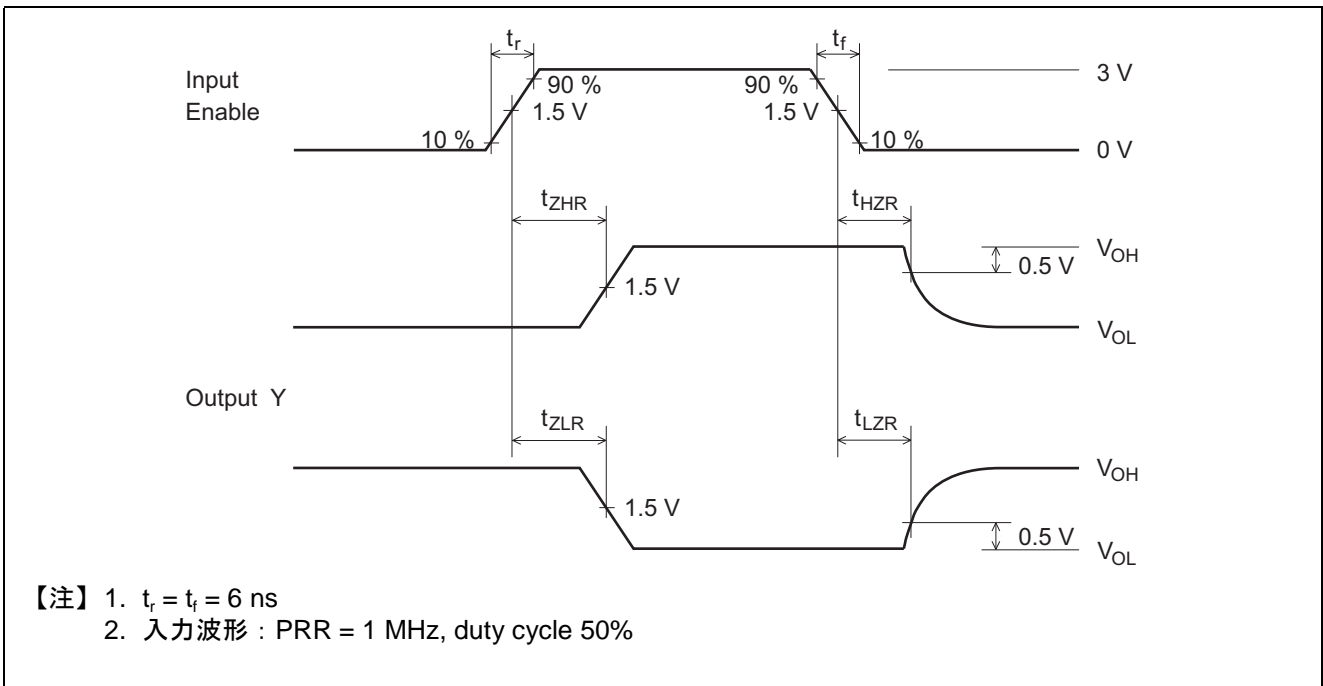 tr
tf
Input
Enable
90 %
90 %
3 V
1.5 V
1.5 V
10 %
10 %
0 V
tZHR
tHZR
VOH
0.5 V
1.5 V
VOL
Output Y
tZLR
tLZR
VOH
1.5 V
0.5 V
VOL
【注】 1. tr = tf = 6 ns
2. 入力波形：PRR = 1 MHz, duty cycle 50%